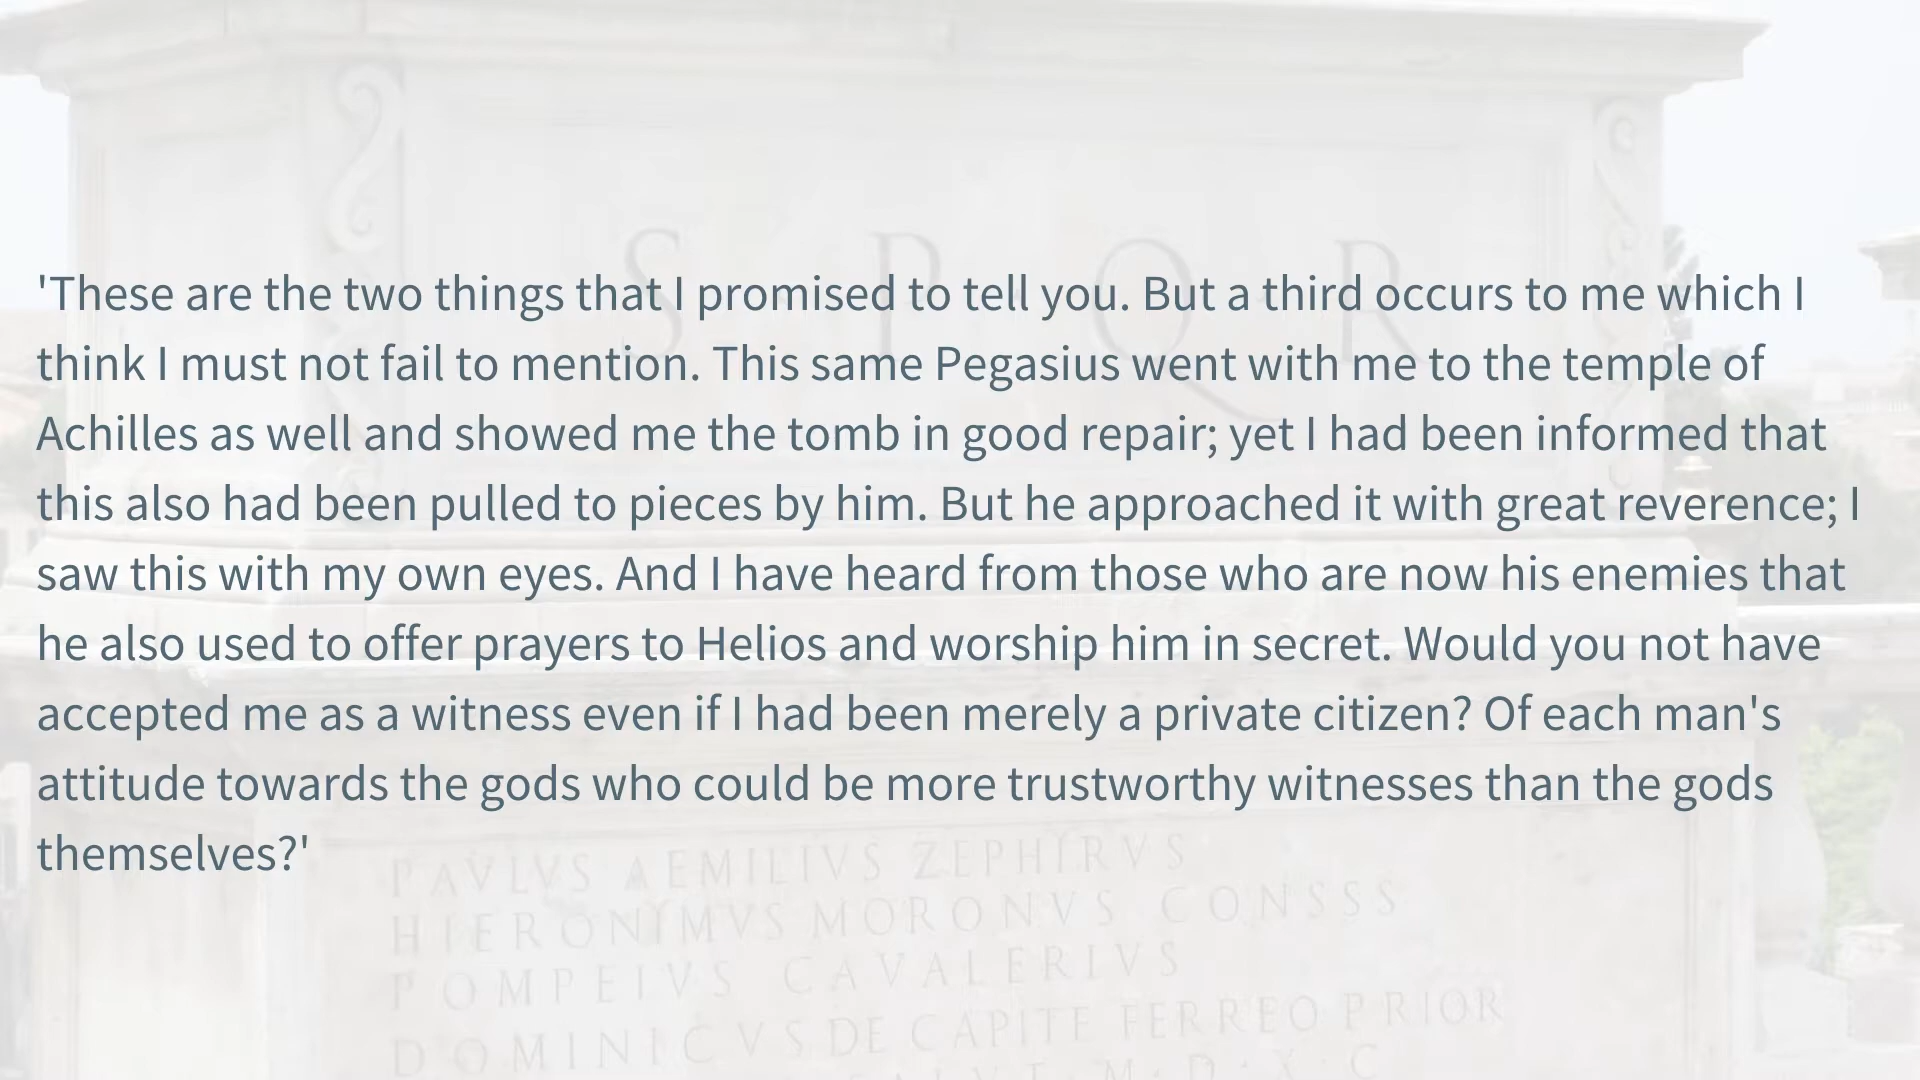 S P Q R
'These are the two things that I promised to tell you. But a third occurs to me which I
think I must not fail to mention. This same Pegasius went with me to the temple of
Achilles as well and showed me the tomb in good repair; yet I had been informed that
this also had been pulled to pieces by him. But he approached it with great reverence; I
saw this with my own eyes. And I have heard from those who are now his enemies that
he also used to offer prayers to Helios and worship him in secret. Would you not have
accepted me as a witness even if I had been merely a private citizen? Of each man's
attitude towards the gods who could be more trustworthy witnesses than the gods
themselves?'
PAVLVS AEMILIVS ZEPHIRVS
HIERONIMVS MORONVS CONSSS
POMPEIVS CAVALERIVS
DOMINICVS DE CAPITE FERREO PRIOR
M · D · X · C